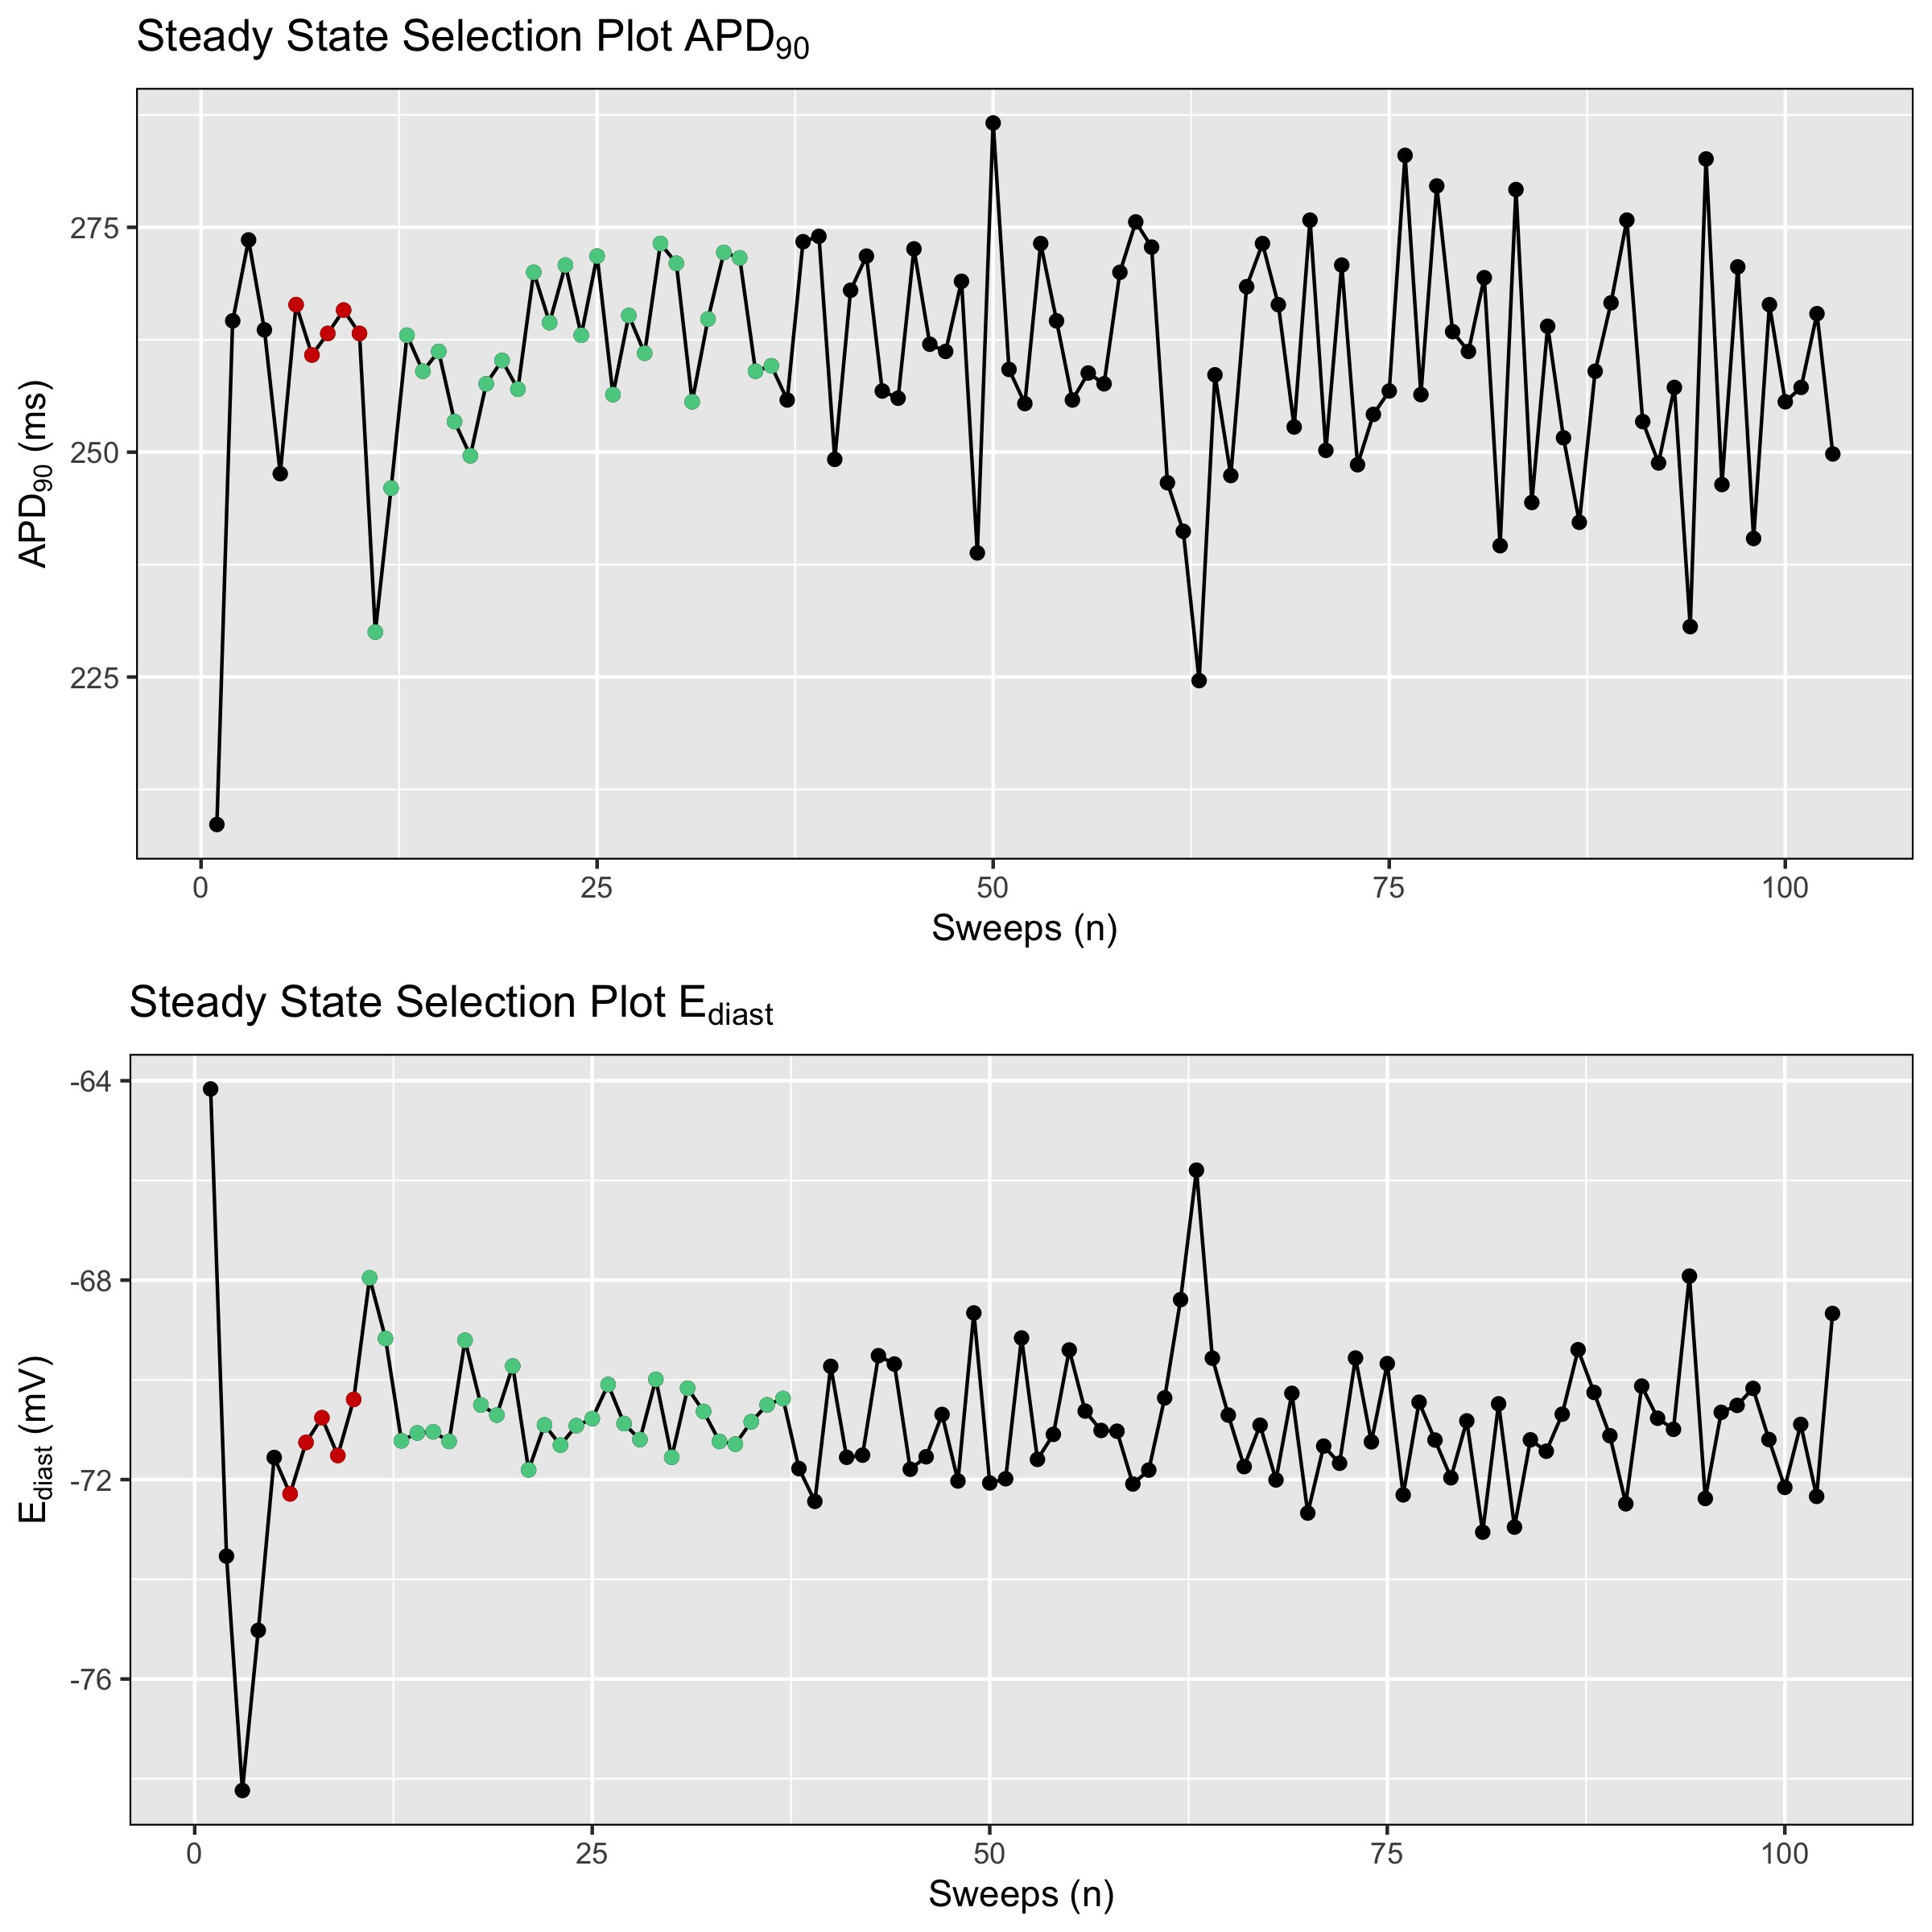 Steady State Selection Plot APD90
APD90 (ms)
275
250
225
0 25 50 75 100
Sweeps (n)
Steady State Selection Plot Ediast
Ediast (mV)
-64
-68
-72
-76
0 25 50 75 100
Sweeps (n)